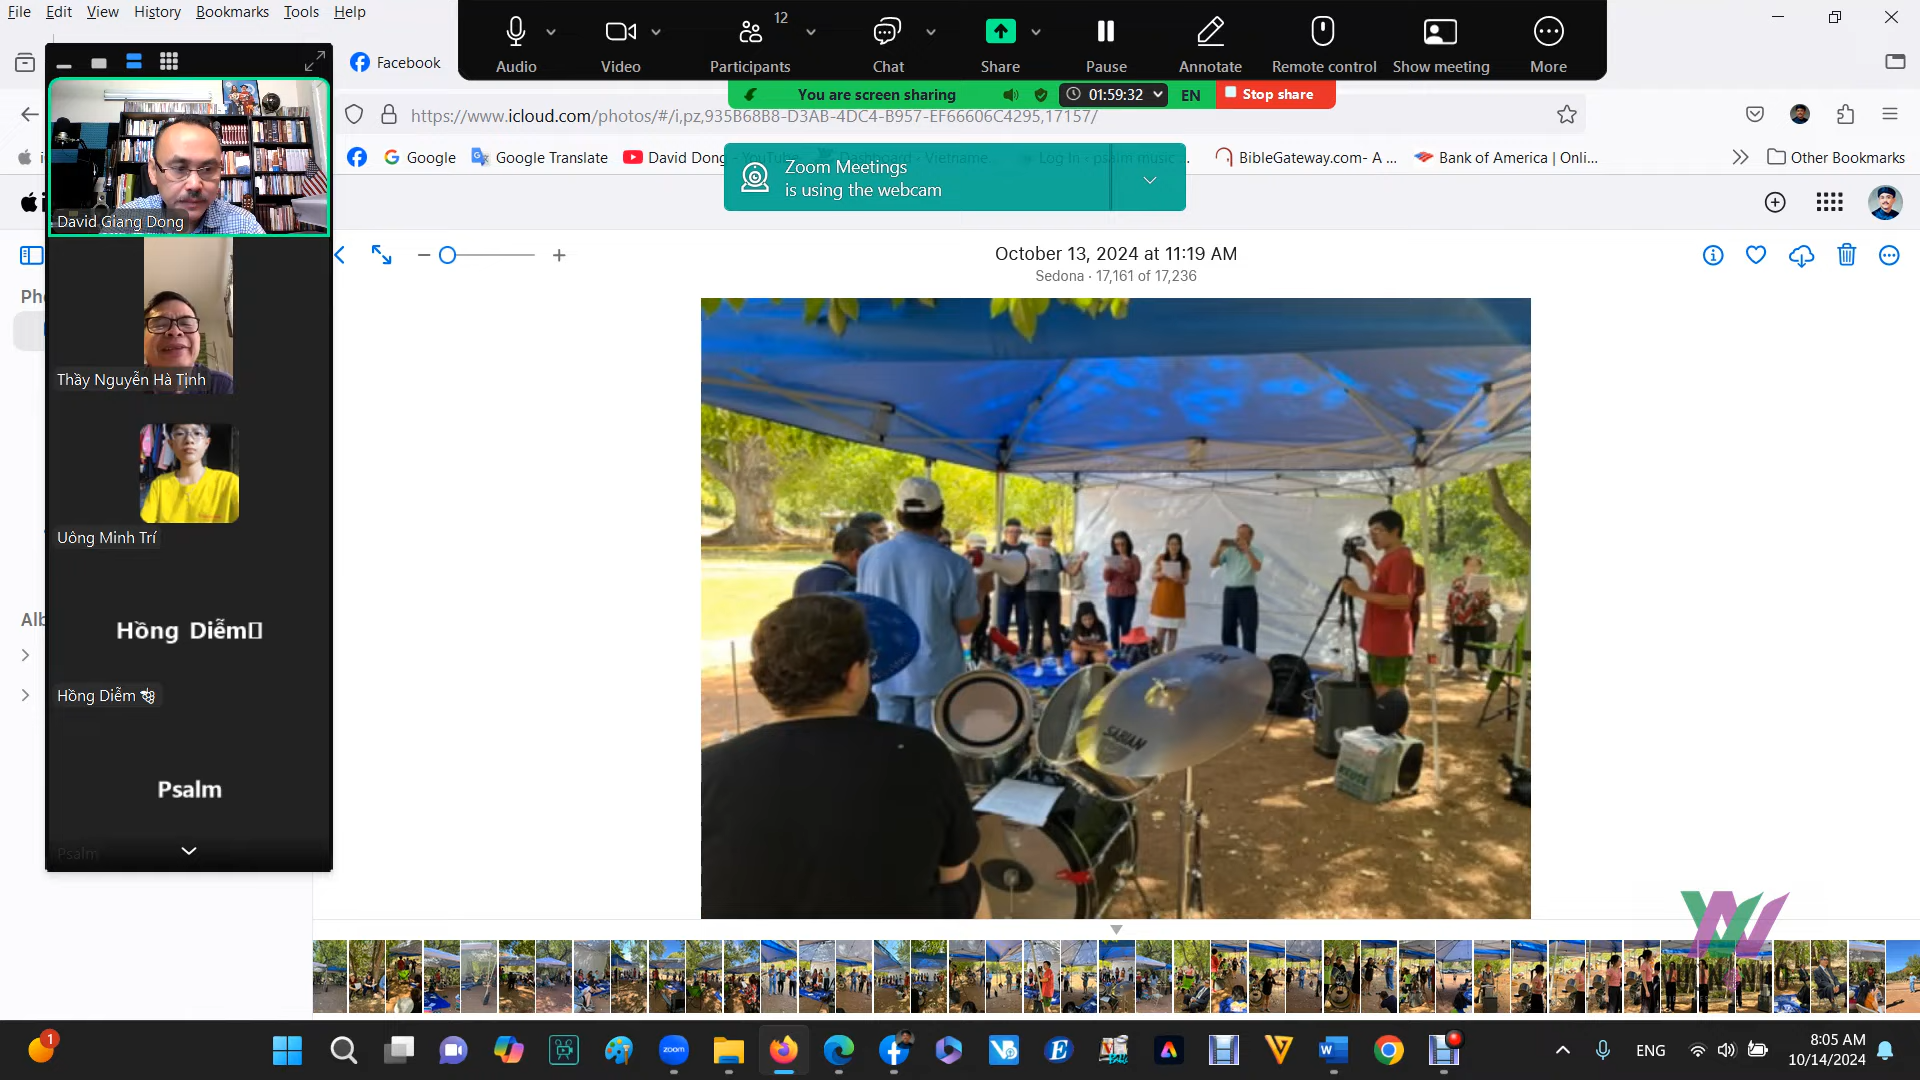 File Edit View History Bookmarks Tools Help
Audio Video Participants 12 Chat Share Pause Annotate Remote control Show meeting More
Facebook
You are screen sharing 01:59:32 EN Stop share
https://www.icloud.com/photos/#/i,pz,935B68B8-D3AB-4DC4-B957-EF66606C4295,17157/
Google Google Translate David Dong - YouTube BibleGateway.com- A ... Bank of America | Onli... Other Bookmarks
Zoom Meetings
is using the webcam
David Giang Dong
October 13, 2024 at 11:19 AM
Sedona · 17,161 of 17,236
Thầy Nguyễn Hà Tịnh
Uông Minh Trí
Hồng Diễm
Hồng Diễm
Psalm
Psalm
SABIAN
ENG
8:05 AM
10/14/2024
1
zoom